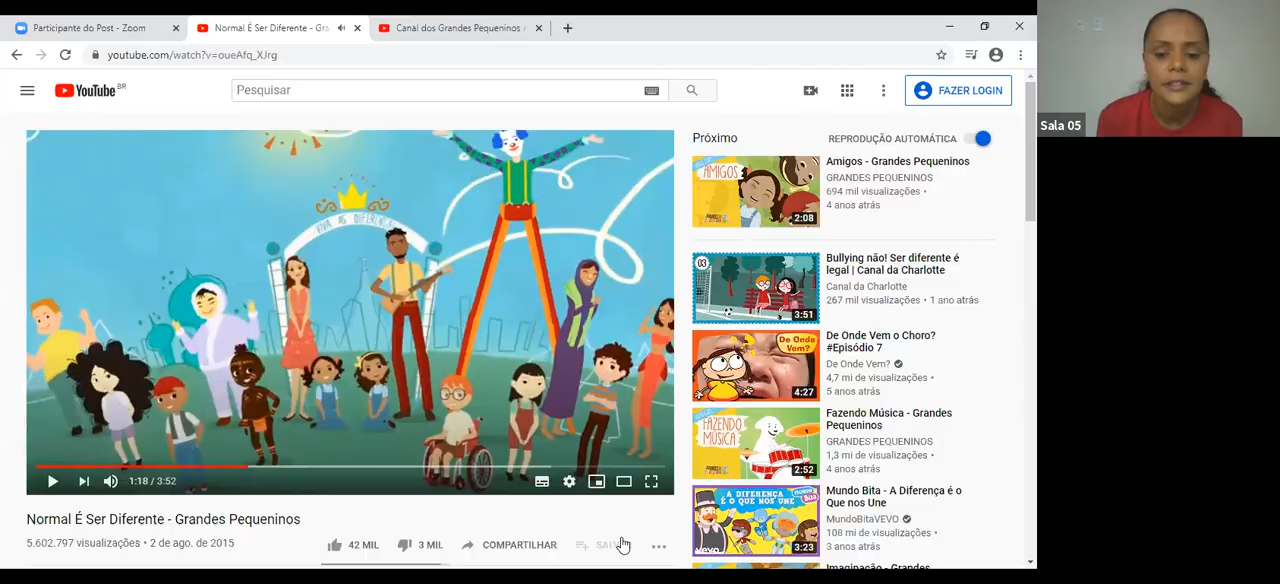 Participante do Post - Zoom
Normal É Ser Diferente - Gra
Canal dos Grandes Pequeninos
youtube.com/watch?v=oueAfq_XJrg
YouTube BR
Pesquisar
FAZER LOGIN
Sala 05
VIVA AS DIFERENÇAS
1:18 / 3:52
Normal É Ser Diferente - Grandes Pequeninos
5.602.797 visualizações • 2 de ago. de 2015
42 MIL
3 MIL
COMPARTILHAR
Próximo
REPRODUÇÃO AUTOMÁTICA
AMIGOS
2:08
Amigos - Grandes Pequeninos
GRANDES PEQUENINOS
694 mil visualizações •
4 anos atrás
03
3:51
Bullying não! Ser diferente é
legal | Canal da Charlotte
Canal da Charlotte
267 mil visualizações • 1 ano atrás
De Onde
Vem?
4:27
De Onde Vem o Choro?
#Episódio 7
De Onde Vem?
4,7 mi de visualizações •
5 anos atrás
FAZENDO
MÚSICA
2:52
Fazendo Música - Grandes
Pequeninos
GRANDES PEQUENINOS
1,3 mi de visualizações •
4 anos atrás
A DIFERENÇA
É O QUE NOS UNE
mundo Bita
vevo
3:23
Mundo Bita - A Diferença é o
Que nos Une
MundoBitaVEVO
108 mi de visualizações •
3 anos atrás
Imaginação - Grandes